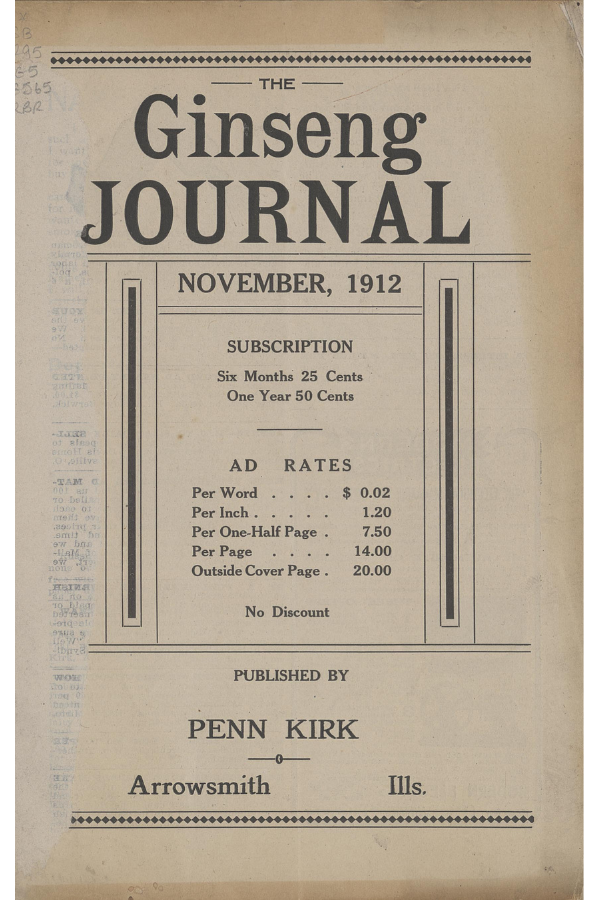 THE
Ginseng
JOURNAL
NOVEMBER, 1912
SUBSCRIPTION
Six Months 25 Cents
One Year 50 Cents
AD RATES
Per Word . . . . $ 0.02
Per Inch . . . . . 1.20
Per One-Half Page . 7.50
Per Page . . . . 14.00
Outside Cover Page . 20.00
No Discount
PUBLISHED BY
PENN KIRK
Arrowsmith Ills.